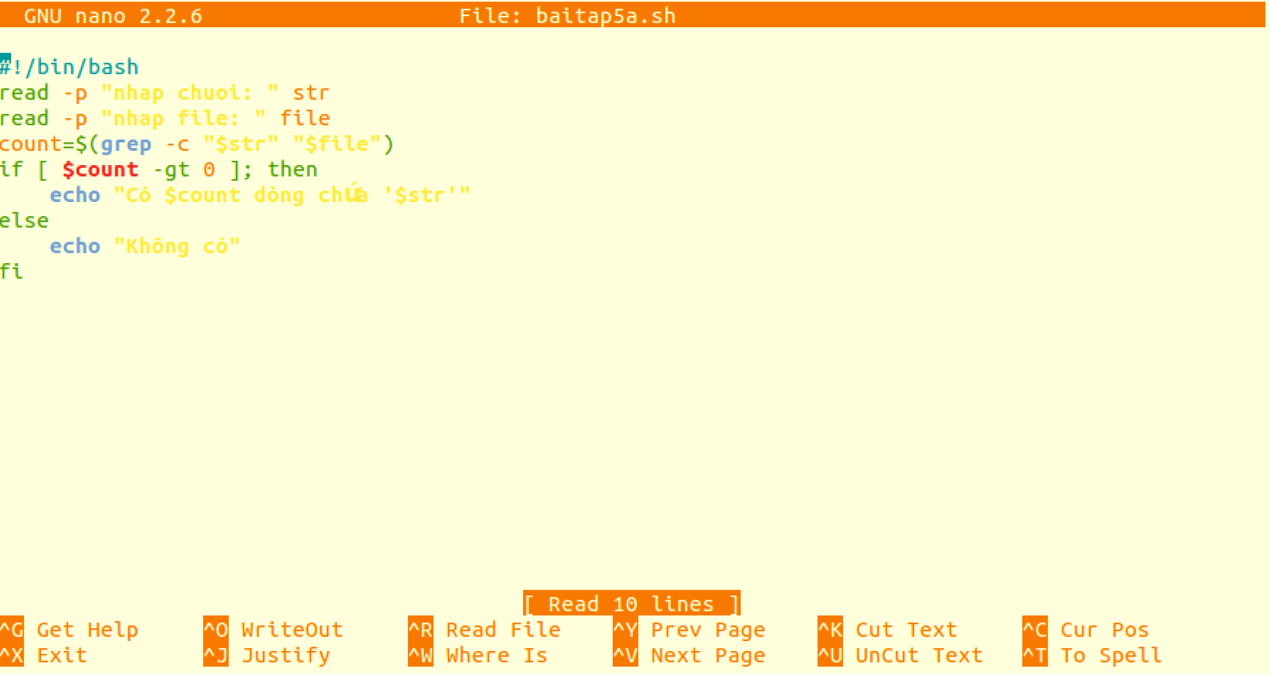 GNU nano 2.2.6 File: baitap5a.sh
#!/bin/bash
read -p "nhap chuoi: " str
read -p "nhap file: " file
count=$(grep -c "$str" "$file")
if [ $count -gt 0 ]; then
    echo "Có $count dòng chứa '$str'"
else
    echo "Không có"
fi
[ Read 10 lines ]
^G Get Help ^O WriteOut ^R Read File ^Y Prev Page ^K Cut Text ^C Cur Pos
^X Exit ^J Justify ^W Where Is ^V Next Page ^U UnCut Text ^T To Spell